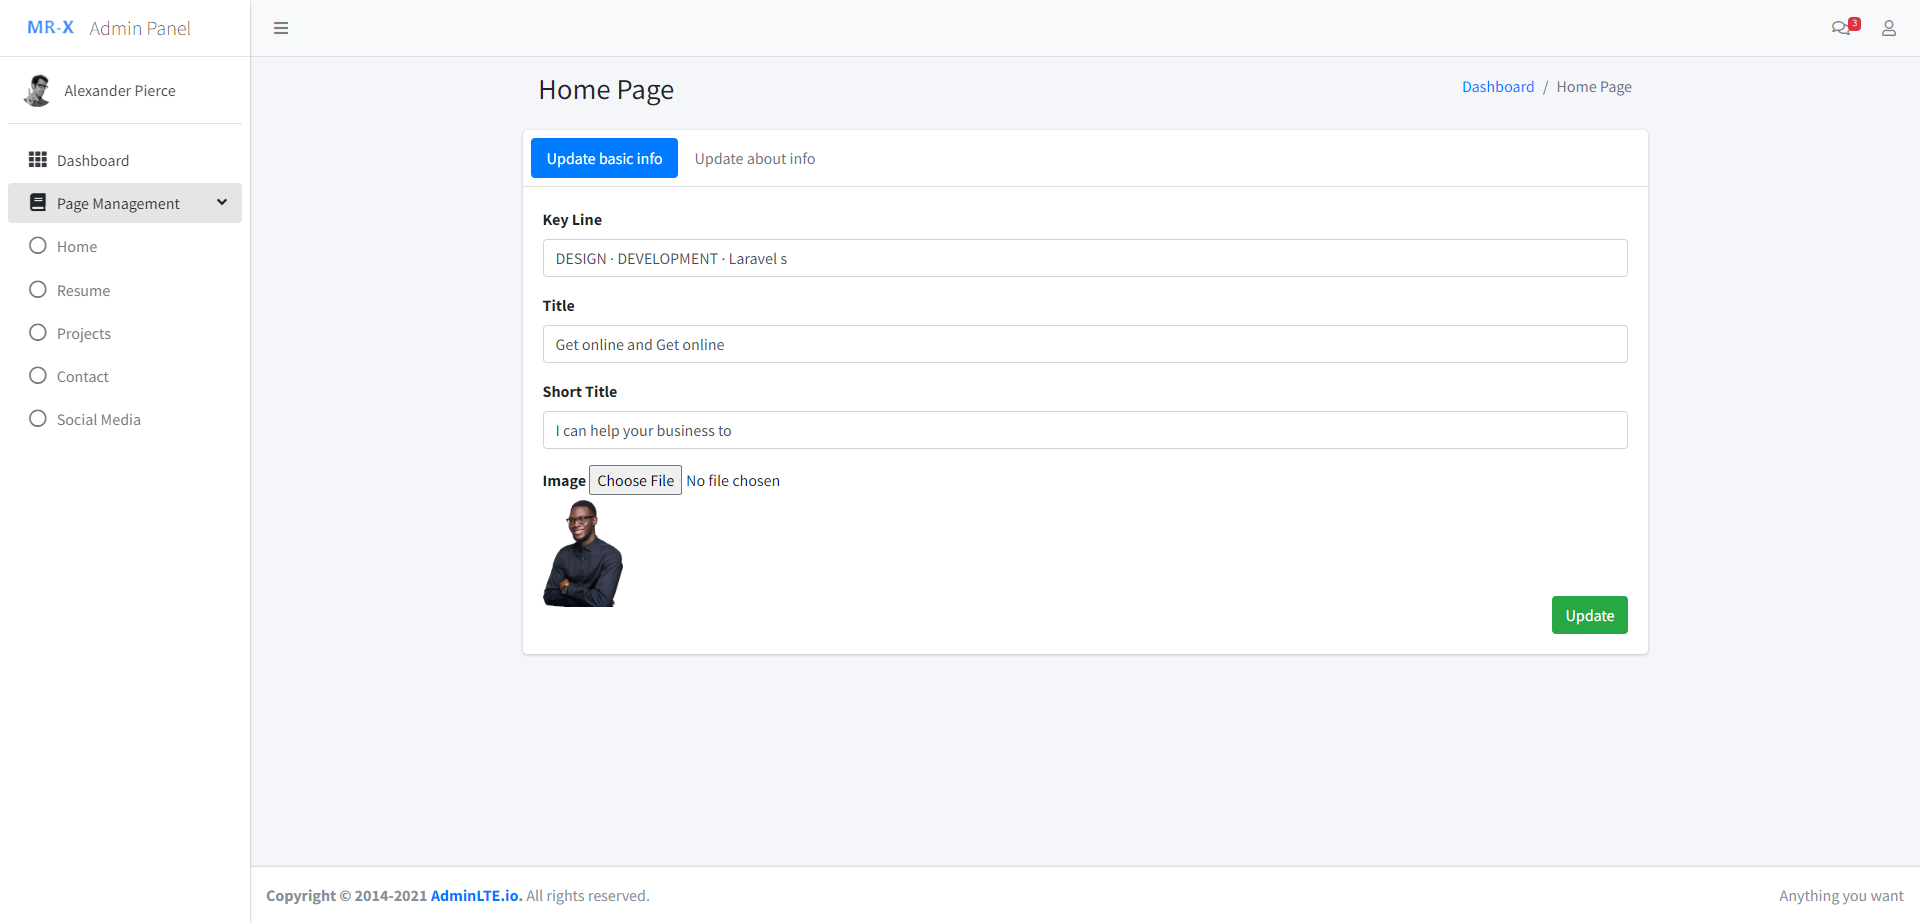 MR-X Admin Panel
3
Alexander Pierce
Dashboard
Page Management
Home
Resume
Projects
Contact
Social Media
Home Page
Dashboard / Home Page
Update basic info Update about info
Key Line
DESIGN · DEVELOPMENT · Laravel s
Title
Get online and Get online
Short Title
I can help your business to
Image Choose File No file chosen
Update
Copyright © 2014-2021 AdminLTE.io. All rights reserved.
Anything you want